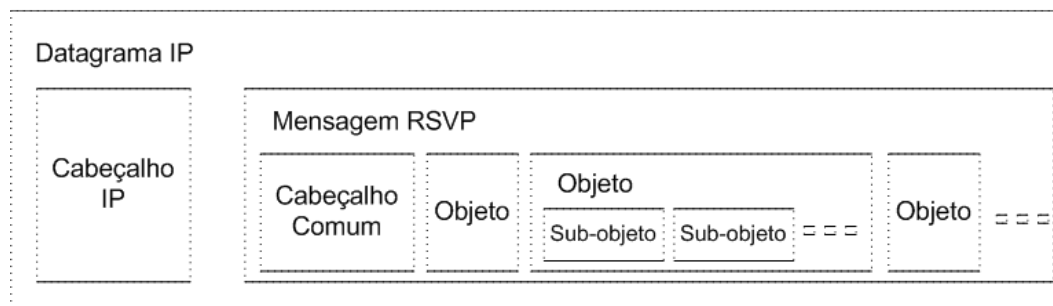 Datagrama IP
Cabeçalho
IP
Mensagem RSVP
Cabeçalho
Comum
Objeto
Objeto
Sub-objeto
Sub-objeto
Objeto